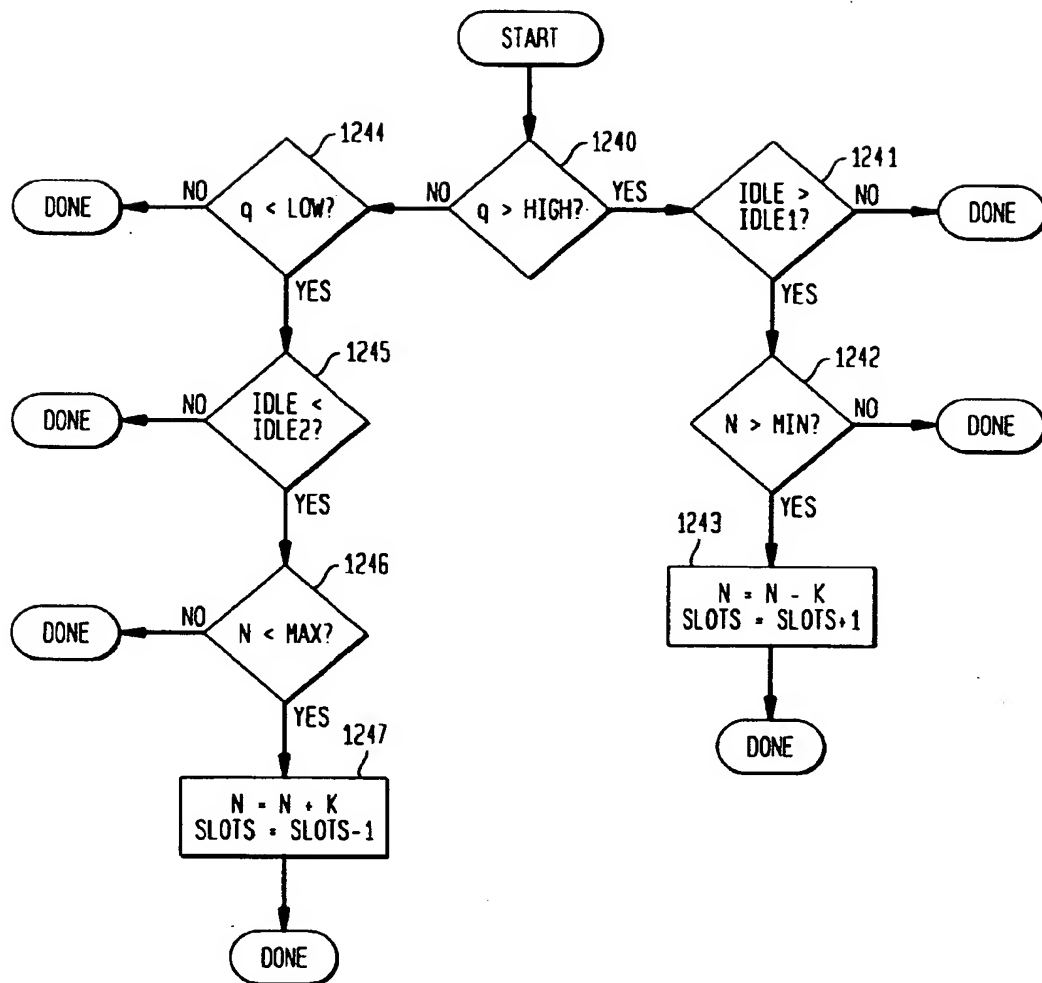 START
1244
1240
1241
DONE
NO
q < LOW?
NO
q > HIGH?
YES
IDLE >
IDLE1?
NO
DONE
YES
YES
1245
1242
DONE
NO
IDLE <
IDLE2?
N > MIN?
NO
DONE
YES
YES
1243
1246
N = N - K
SLOTS = SLOTS+1
DONE
NO
N < MAX?
YES
DONE
1247
N = N + K
SLOTS = SLOTS-1
DONE